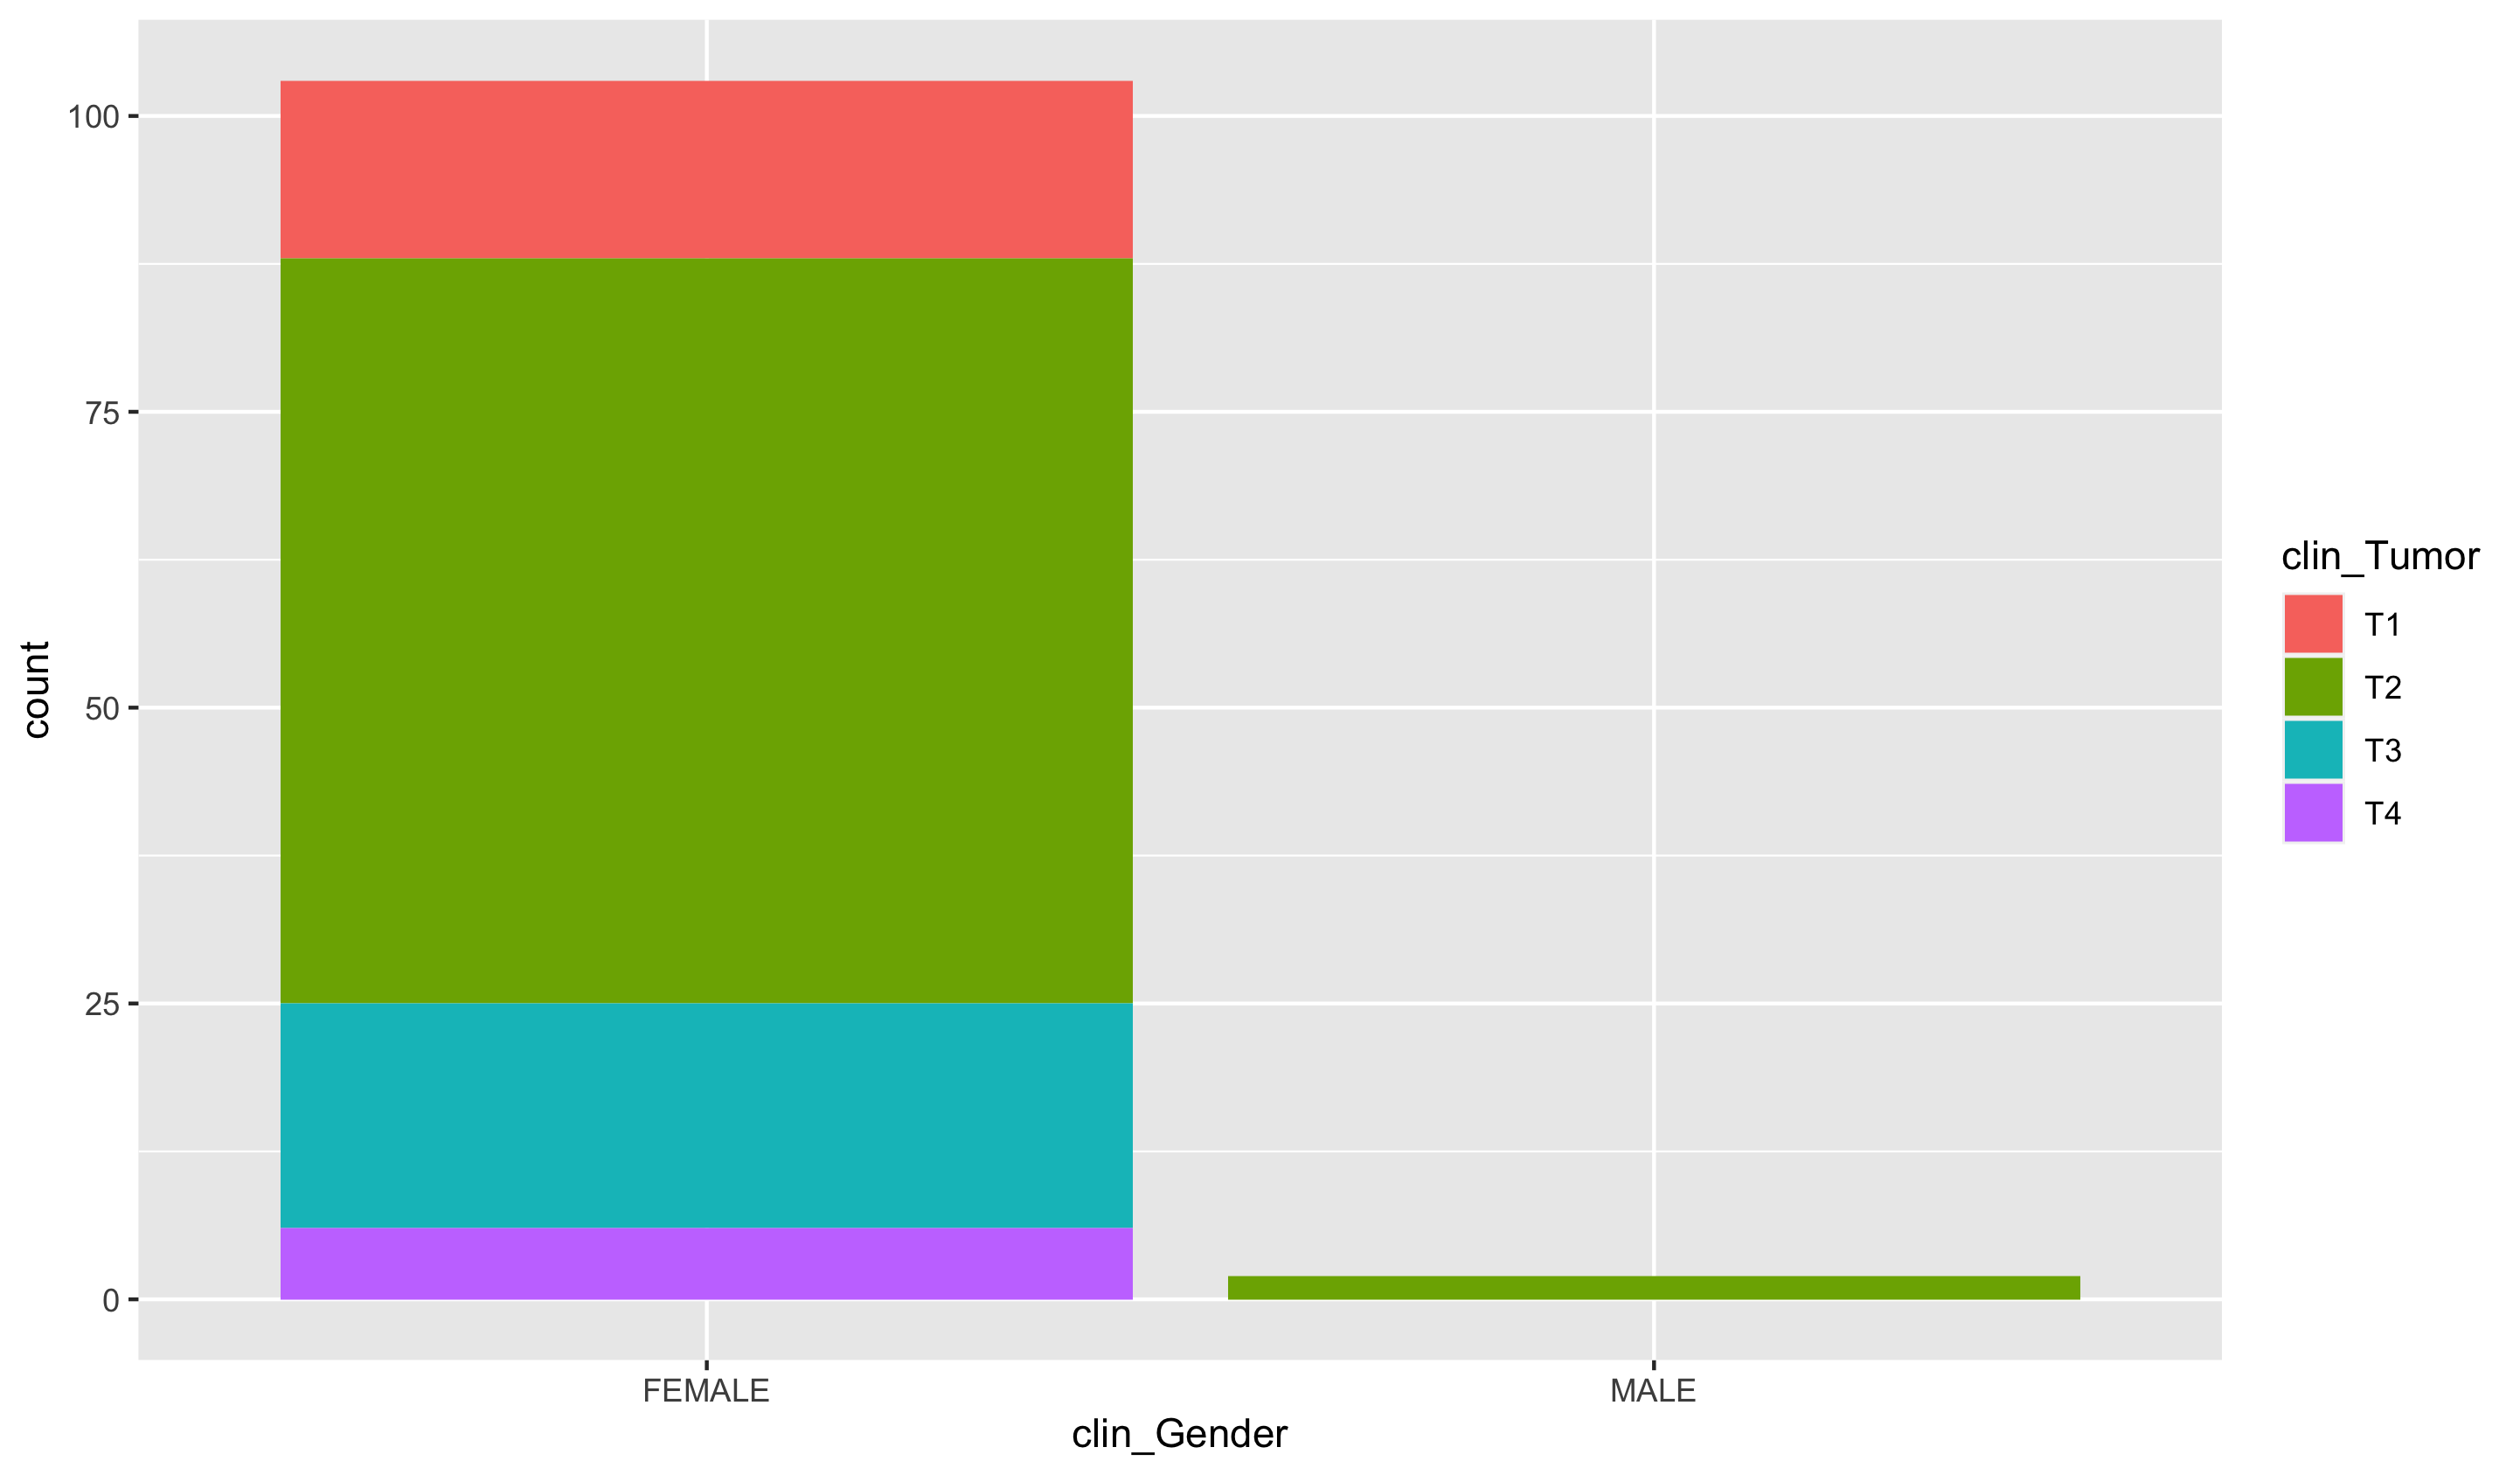 100
75
50
25
0
count
FEMALE
MALE
clin_Gender
clin_Tumor
T1
T2
T3
T4